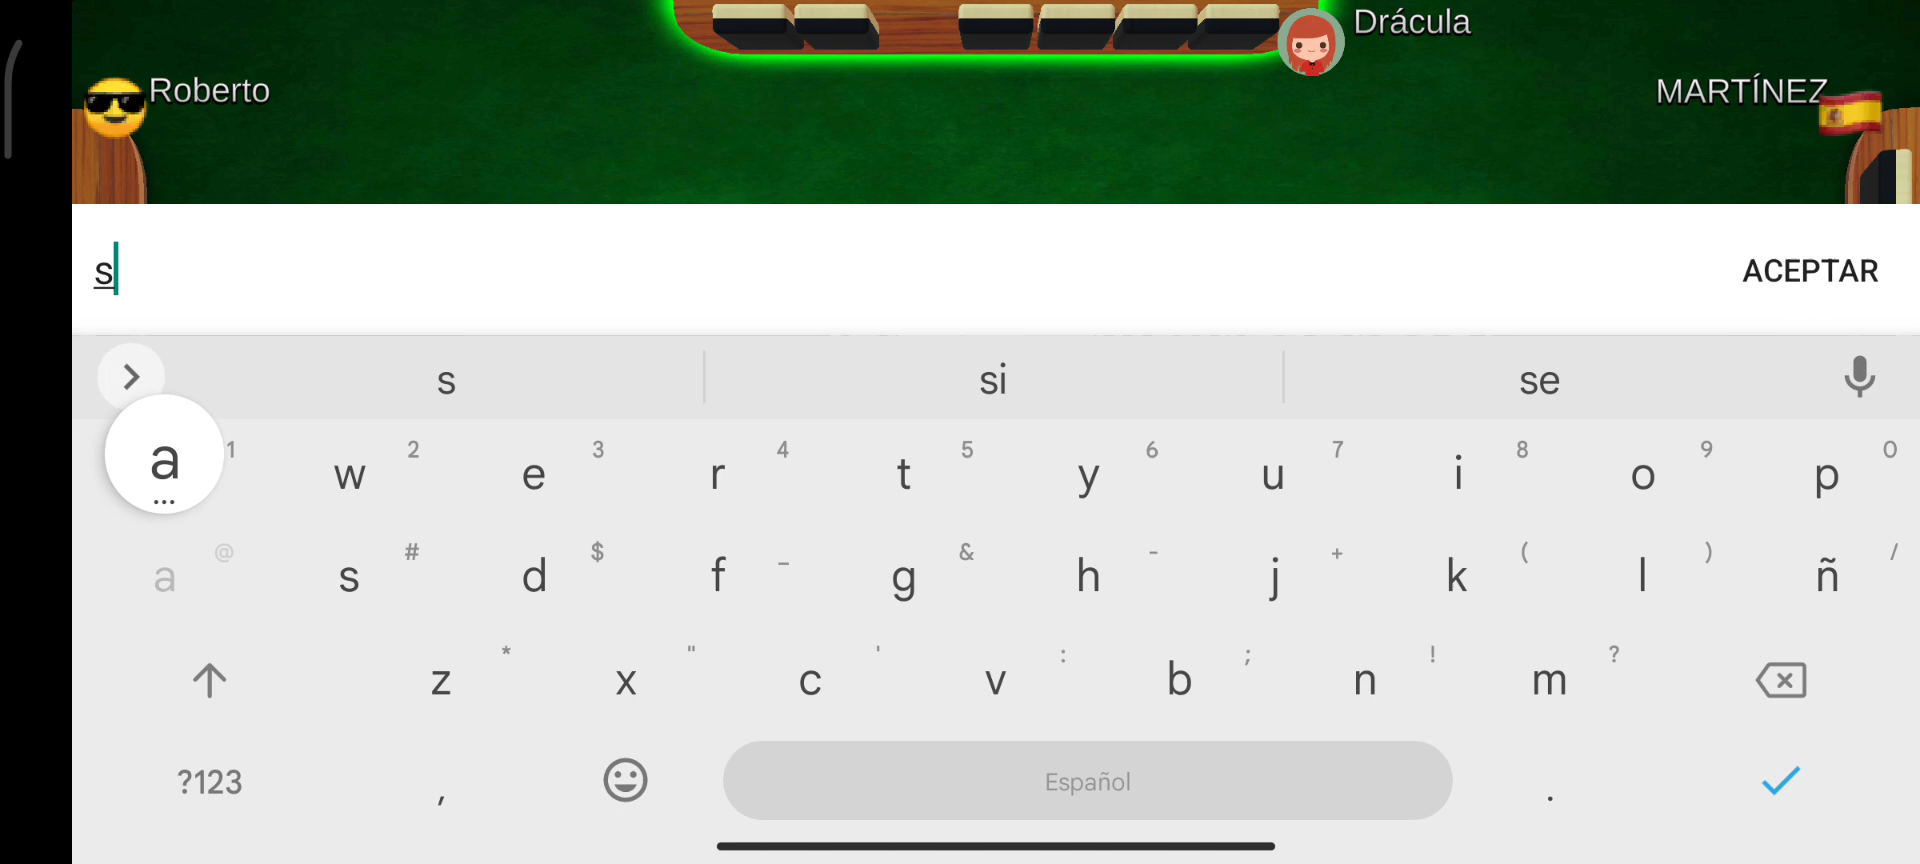 Drácula
Roberto
MARTÍNEZ
s
ACEPTAR
s si se
a
1 w 2 e 3 r 4 t 5 y 6 u 7 i 8 o 9 p 0
a @ s # d $ f _ g & h - j + k ( l ) ñ /
z * x " c ' v : b ; n ! m ?
?123 , Español .